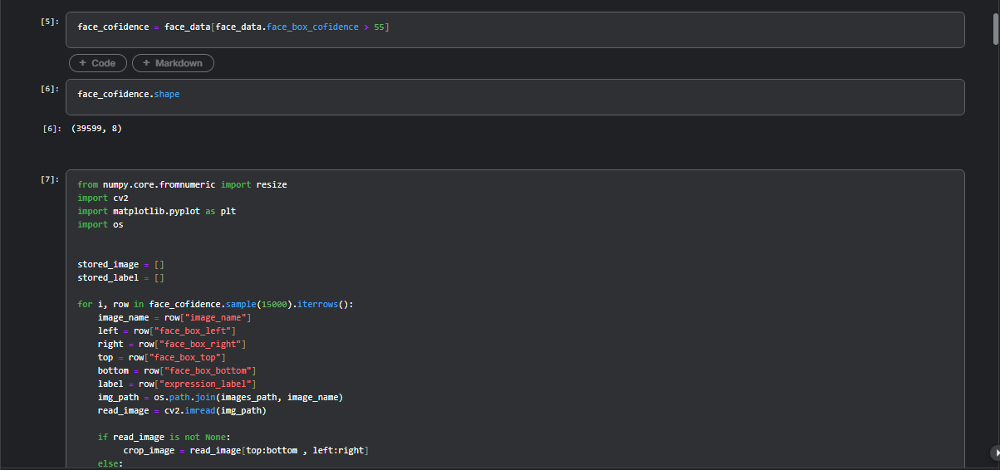 [5]:
face_cofidence = face_data[face_data.face_box_cofidence > 55]
+ Code + Markdown
[6]:
face_cofidence.shape
[6]: (39599, 8)
[7]:
from numpy.core.fromnumeric import resize
import cv2
import matplotlib.pyplot as plt
import os
stored_image = []
stored_label = []
for i, row in face_cofidence.sample(15000).iterrows():
    image_name = row["image_name"]
    left = row["face_box_left"]
    right = row["face_box_right"]
    top = row["face_box_top"]
    bottom = row["face_box_bottom"]
    label = row["expression_label"]
    img_path = os.path.join(images_path, image_name)
    read_image = cv2.imread(img_path)
    if read_image is not None:
         crop_image = read_image[top:bottom , left:right]
    else: